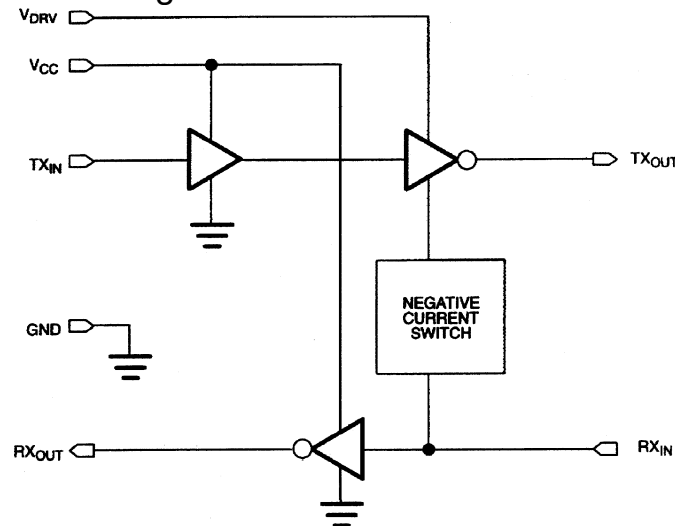 VDRV
VCC
TXIN
TXOUT
NEGATIVE
CURRENT
SWITCH
GND
RXOUT
RXIN